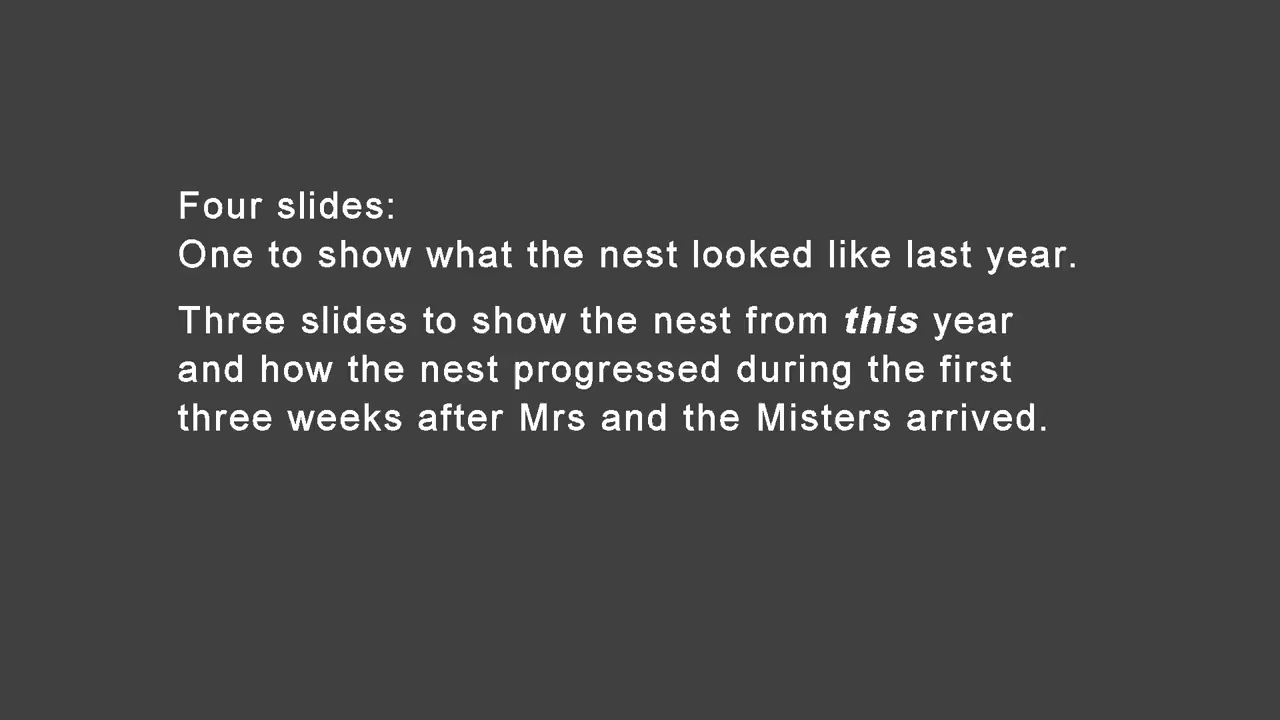 Four slides:
One to show what the nest looked like last year.
Three slides to show the nest from this year
and how the nest progressed during the first
three weeks after Mrs and the Misters arrived.